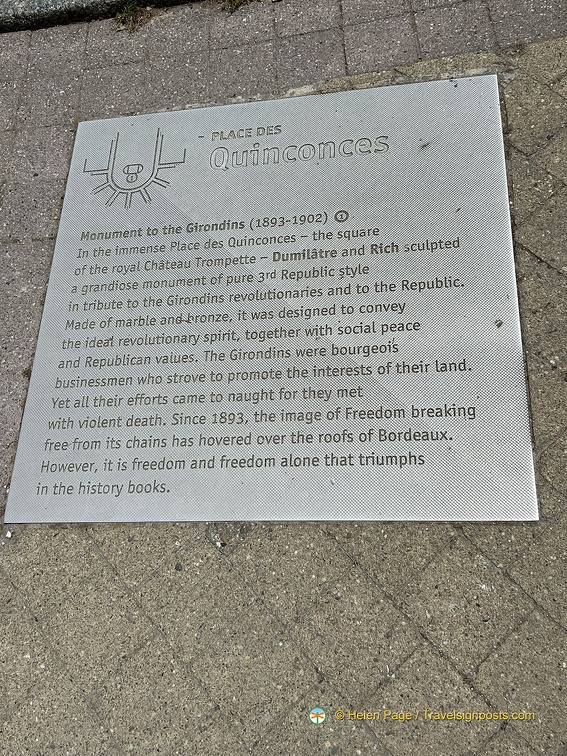 PLACE DES
Quinconces
Monument to the Girondins (1893-1902) 1
In the immense Place des Quinconces – the square
of the royal Château Trompette – Dumilâtre and Rich sculpted
a grandiose monument of pure 3rd Republic style
in tribute to the Girondins revolutionaries and to the Republic.
Made of marble and bronze, it was designed to convey
the ideal revolutionary spirit, together with social peace
and Republican values. The Girondins were bourgeois
businessmen who strove to promote the interests of their land.
Yet all their efforts came to naught for they met
with violent death. Since 1893, the image of Freedom breaking
free from its chains has hovered over the roofs of Bordeaux.
However, it is freedom and freedom alone that triumphs
in the history books.
© Helen Page / Travelsignposts.com